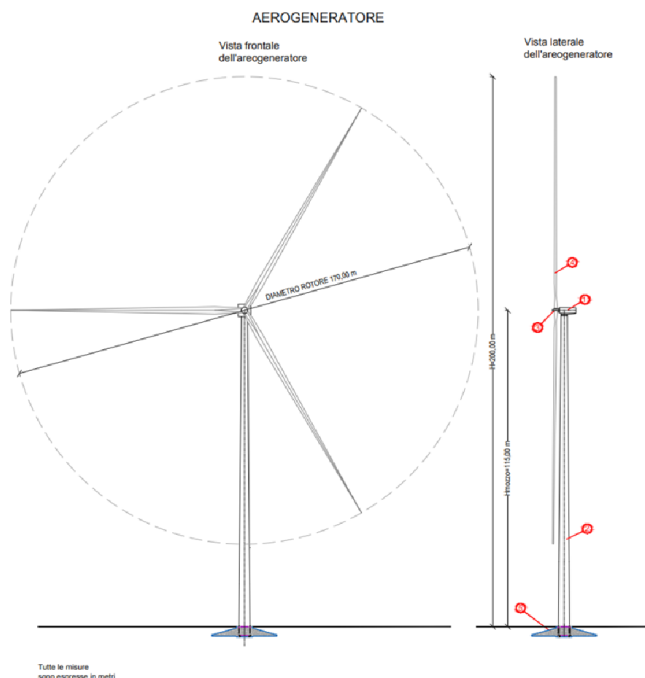 AEROGENERATORE
Vista frontale
dell'areogeneratore
Vista laterale
dell'areogeneratore
DIAMETRO ROTORE 170,00 m
H=200,00 m
Hmozzo=115,00 m
Tutte le misure
sono espresse in metri